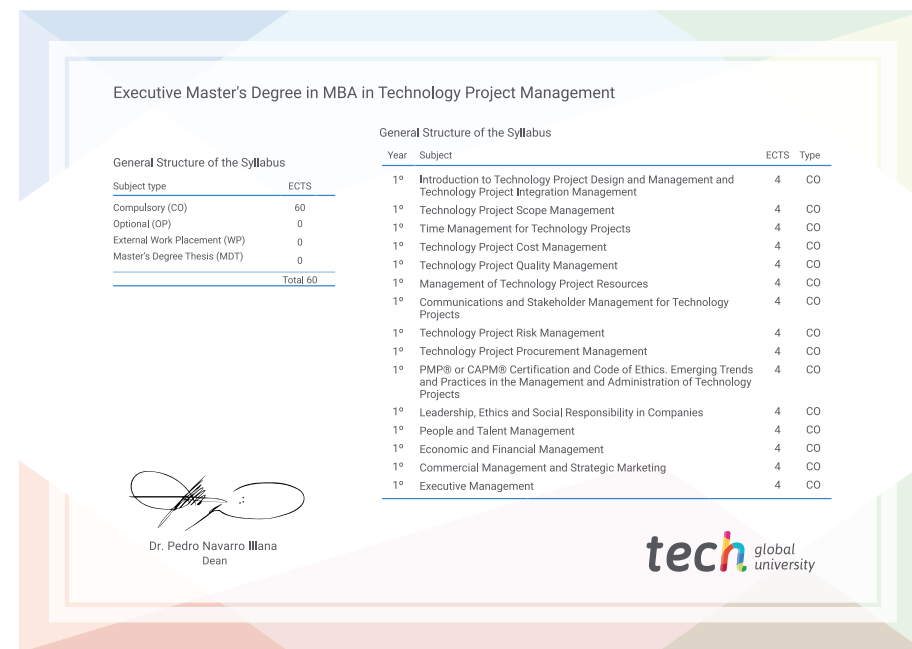 Executive Master's Degree in MBA in Technology Project Management
General Structure of the Syllabus
Subject type ECTS
Compulsory (CO) 60
Optional (OP) 0
External Work Placement (WP) 0
Master's Degree Thesis (MDT) 0
Total 60
General Structure of the Syllabus
Year Subject ECTS Type
1º Introduction to Technology Project Design and Management and 4 CO
Technology Project Integration Management
1º Technology Project Scope Management 4 CO
1º Time Management for Technology Projects 4 CO
1º Technology Project Cost Management 4 CO
1º Technology Project Quality Management 4 CO
1º Management of Technology Project Resources 4 CO
1º Communications and Stakeholder Management for Technology 4 CO
Projects
1º Technology Project Risk Management 4 CO
1º Technology Project Procurement Management 4 CO
1º PMP® or CAPM® Certification and Code of Ethics. Emerging Trends 4 CO
and Practices in the Management and Administration of Technology
Projects
1º Leadership, Ethics and Social Responsibility in Companies 4 CO
1º People and Talent Management 4 CO
1º Economic and Financial Management 4 CO
1º Commercial Management and Strategic Marketing 4 CO
1º Executive Management 4 CO
Dr. Pedro Navarro Illana
Dean
tech global
university